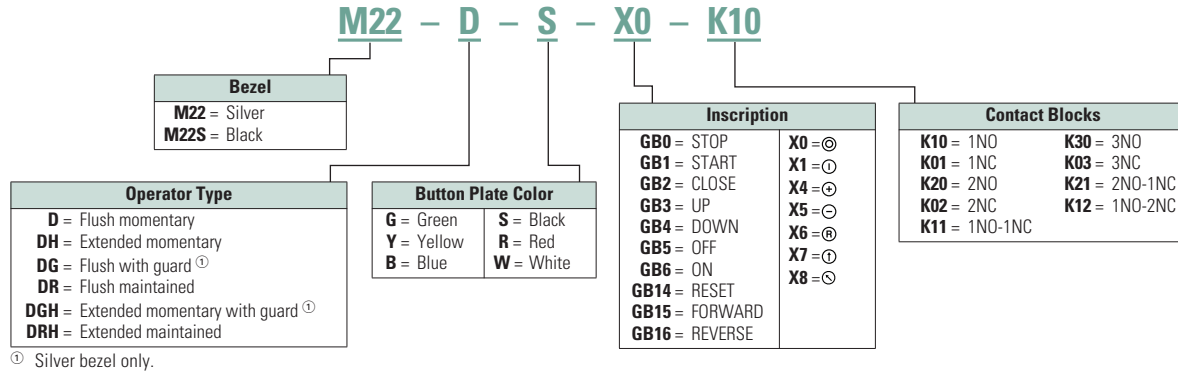 M22 – D – S – X0 – K10
Bezel
M22 = Silver
M22S = Black
Operator Type
D = Flush momentary
DH = Extended momentary
DG = Flush with guard ①
DR = Flush maintained
DGH = Extended momentary with guard ①
DRH = Extended maintained
① Silver bezel only.
Button Plate Color
G = Green
Y = Yellow
B = Blue
S = Black
R = Red
W = White
Inscription
GB0 = STOP
GB1 = START
GB2 = CLOSE
GB3 = UP
GB4 = DOWN
GB5 = OFF
GB6 = ON
GB14 = RESET
GB15 = FORWARD
GB16 = REVERSE
X0 =◎
X1 =⏼
X4 =⊕
X5 =⊖
X6 =Ⓡ
X7 =
X8 =
Contact Blocks
K10 = 1NO
K01 = 1NC
K20 = 2NO
K02 = 2NC
K11 = 1NO-1NC
K30 = 3NO
K03 = 3NC
K21 = 2NO-1NC
K12 = 1NO-2NC